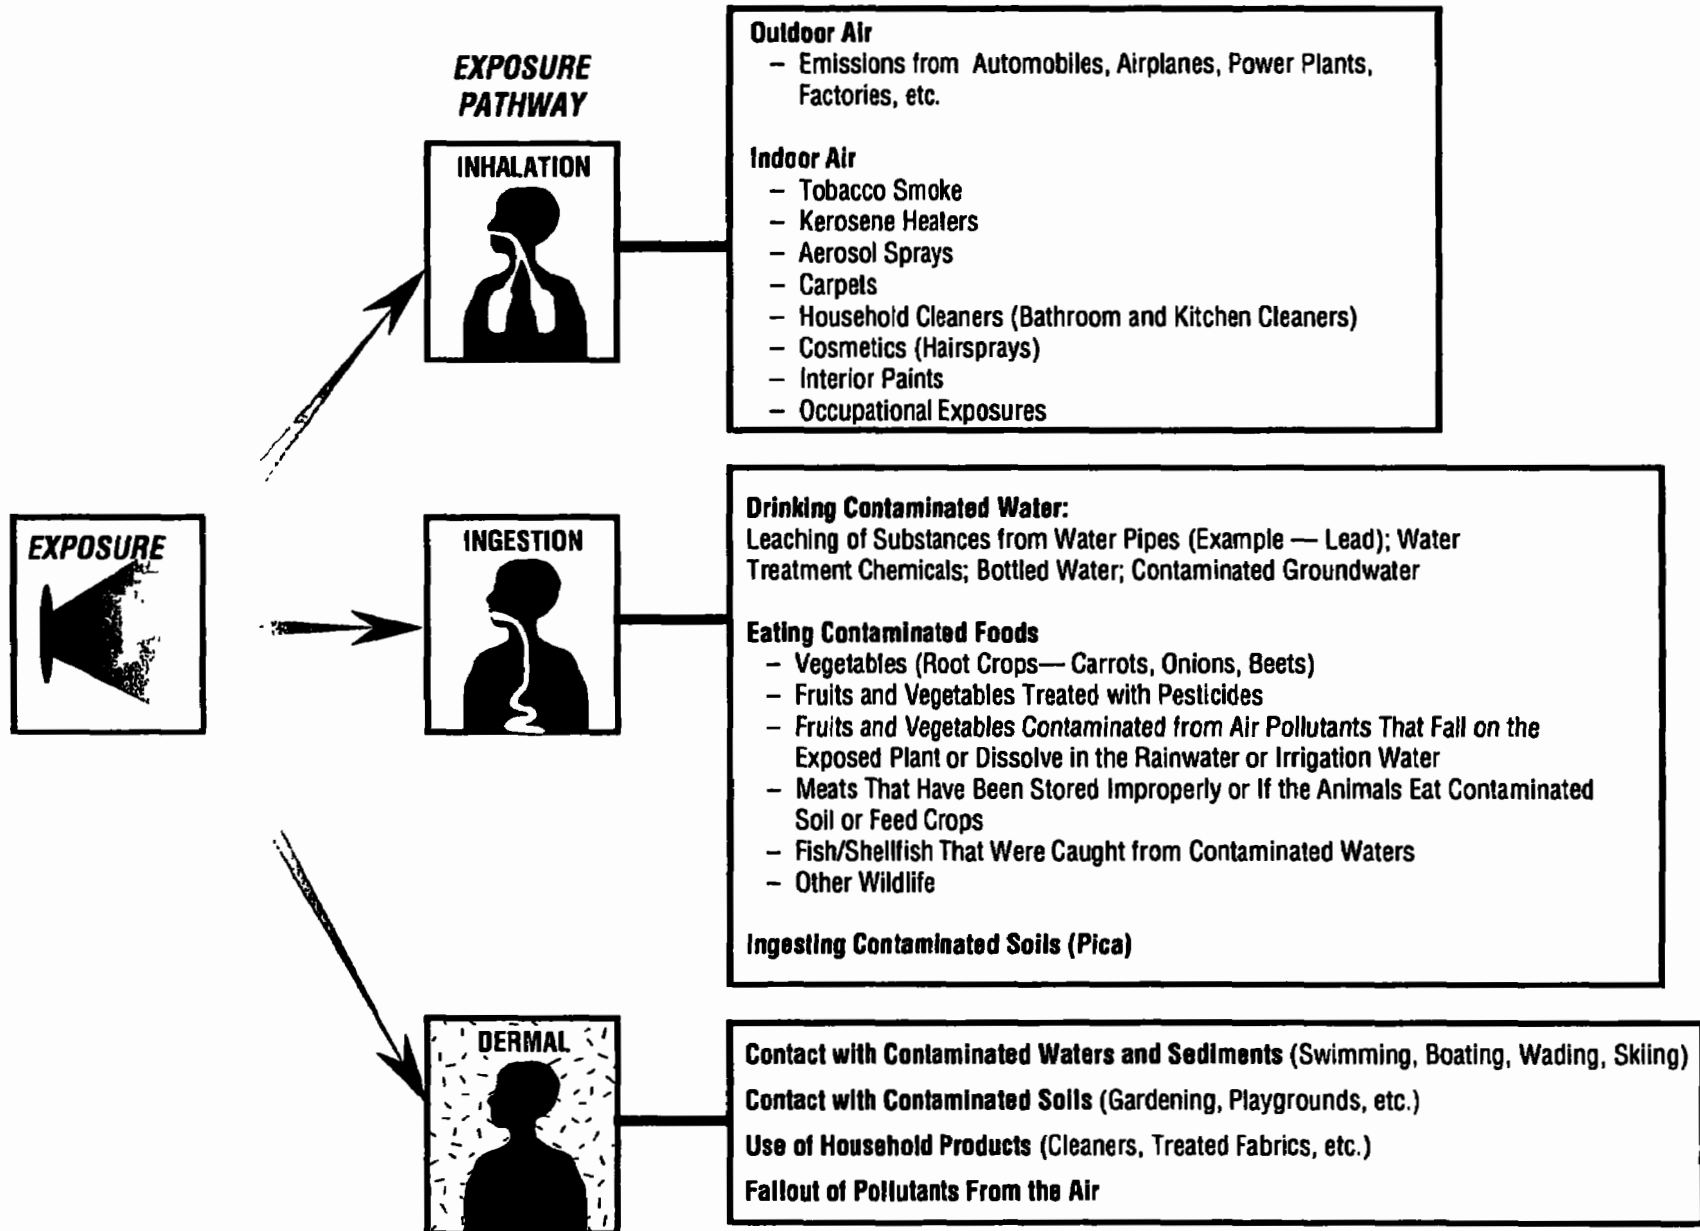 EXPOSURE
PATHWAY
EXPOSURE
INHALATION
Outdoor Air
– Emissions from Automobiles, Airplanes, Power Plants,
Factories, etc.
Indoor Air
– Tobacco Smoke
– Kerosene Heaters
– Aerosol Sprays
– Carpets
– Household Cleaners (Bathroom and Kitchen Cleaners)
– Cosmetics (Hairsprays)
– Interior Paints
– Occupational Exposures
INGESTION
Drinking Contaminated Water:
Leaching of Substances from Water Pipes (Example — Lead); Water
Treatment Chemicals; Bottled Water; Contaminated Groundwater
Eating Contaminated Foods
– Vegetables (Root Crops— Carrots, Onions, Beets)
– Fruits and Vegetables Treated with Pesticides
– Fruits and Vegetables Contaminated from Air Pollutants That Fall on the
Exposed Plant or Dissolve in the Rainwater or Irrigation Water
– Meats That Have Been Stored Improperly or If the Animals Eat Contaminated
Soil or Feed Crops
– Fish/Shellfish That Were Caught from Contaminated Waters
– Other Wildlife
Ingesting Contaminated Soils (Pica)
DERMAL
Contact with Contaminated Waters and Sediments (Swimming, Boating, Wading, Skiing)
Contact with Contaminated Soils (Gardening, Playgrounds, etc.)
Use of Household Products (Cleaners, Treated Fabrics, etc.)
Fallout of Pollutants From the Air